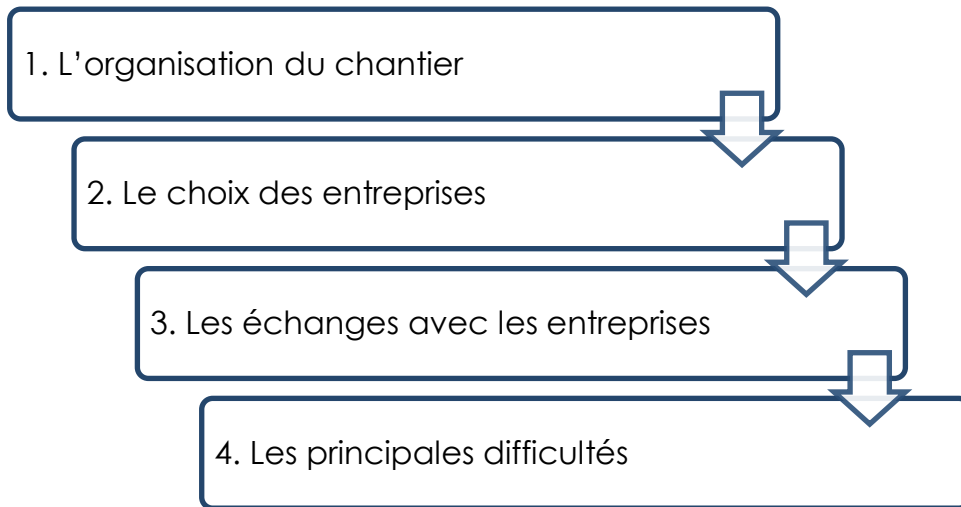 1. L’organisation du chantier
2. Le choix des entreprises
3. Les échanges avec les entreprises
4. Les principales difficultés